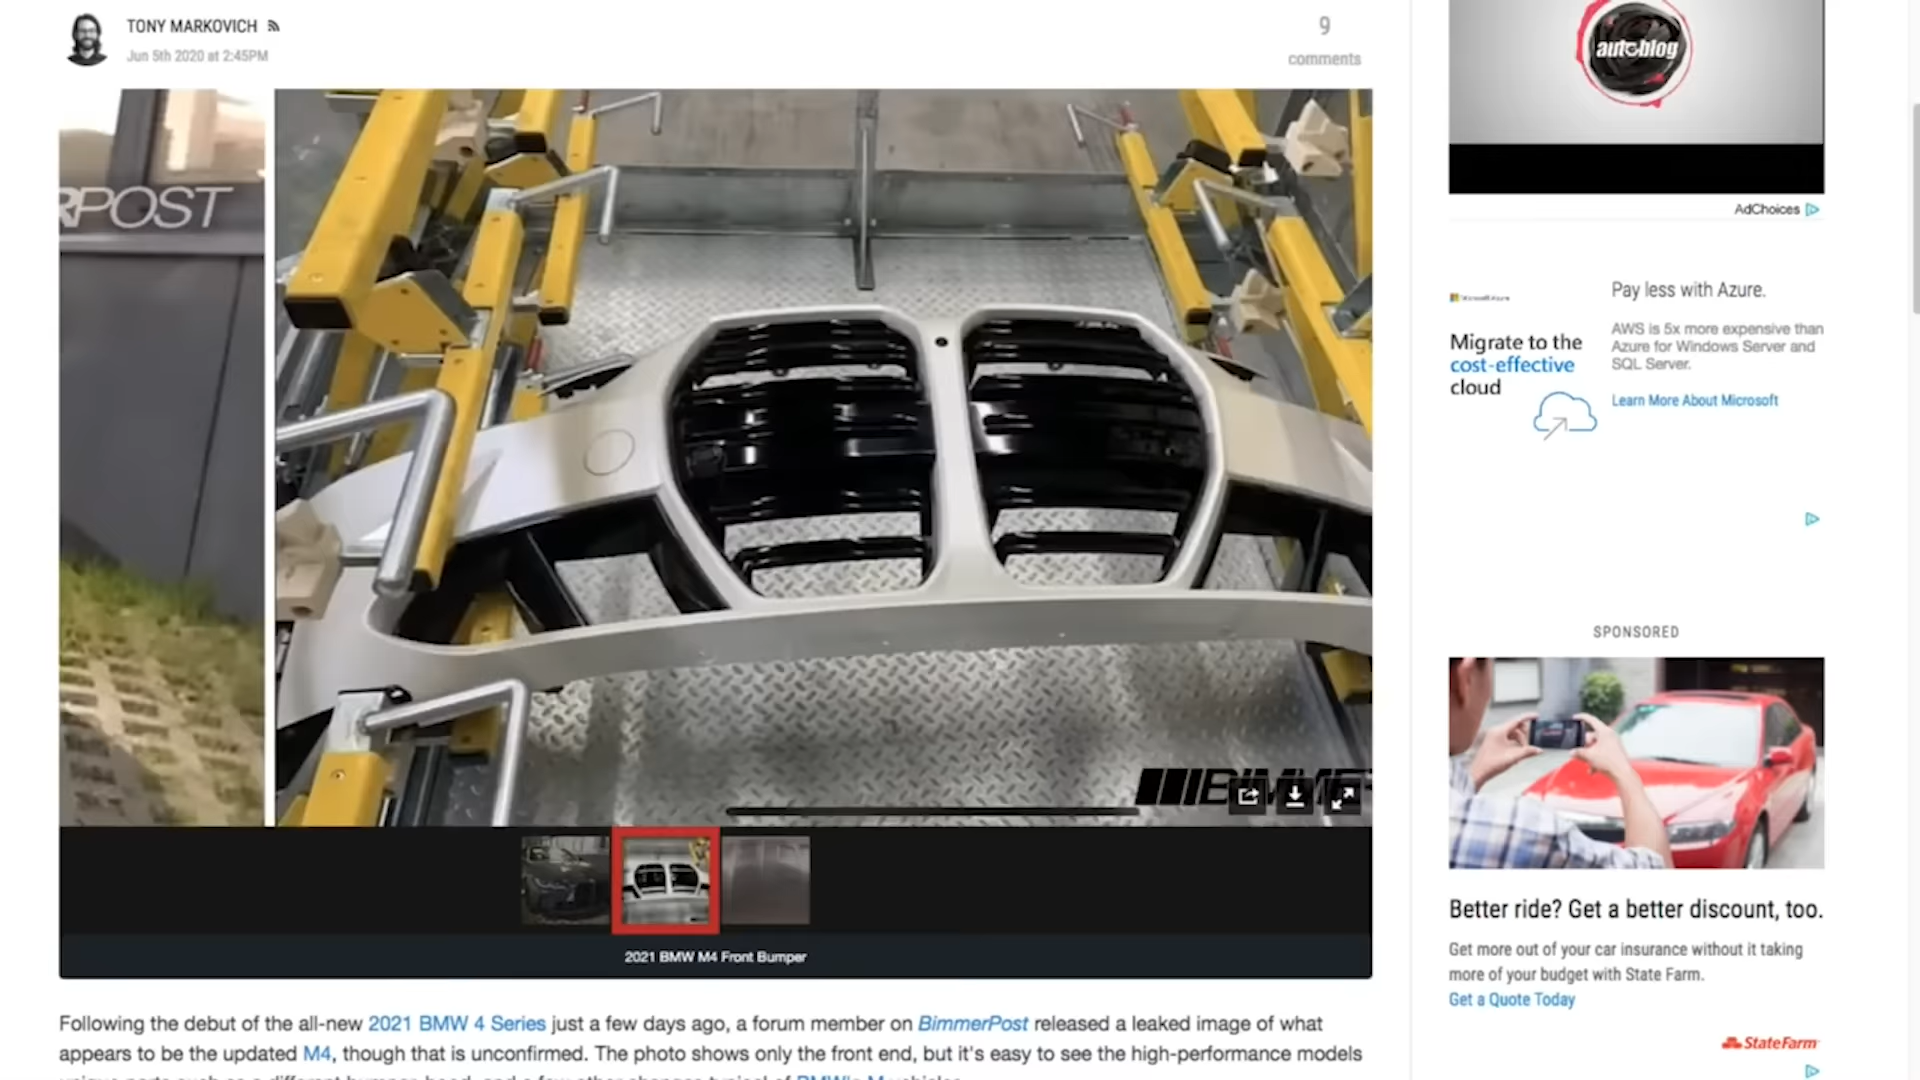 TONY MARKOVICH
Jun 5th 2020 at 2:45PM
9
comments
RPOST
BIMMER
2021 BMW M4 Front Bumper
Following the debut of the all-new 2021 BMW 4 Series just a few days ago, a forum member on BimmerPost released a leaked image of what
appears to be the updated M4, though that is unconfirmed. The photo shows only the front end, but it's easy to see the high-performance models
autoblog
AdChoices
Microsoft Azure
Migrate to the
cost-effective
cloud
Pay less with Azure.
AWS is 5x more expensive than
Azure for Windows Server and
SQL Server.
Learn More About Microsoft
SPONSORED
Better ride? Get a better discount, too.
Get more out of your car insurance without it taking
more of your budget with State Farm.
Get a Quote Today
StateFarm